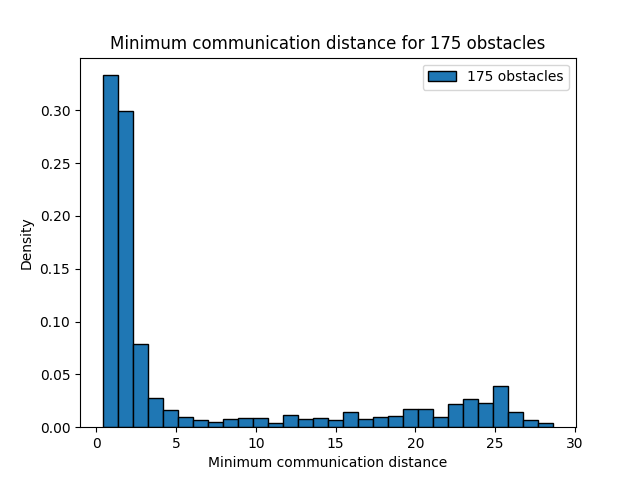 Minimum communication distance for 175 obstacles
175 obstacles
0.30
0.25
0.20
0.15
0.10
0.05
0.00
Density
0 5 10 15 20 25 30
Minimum communication distance